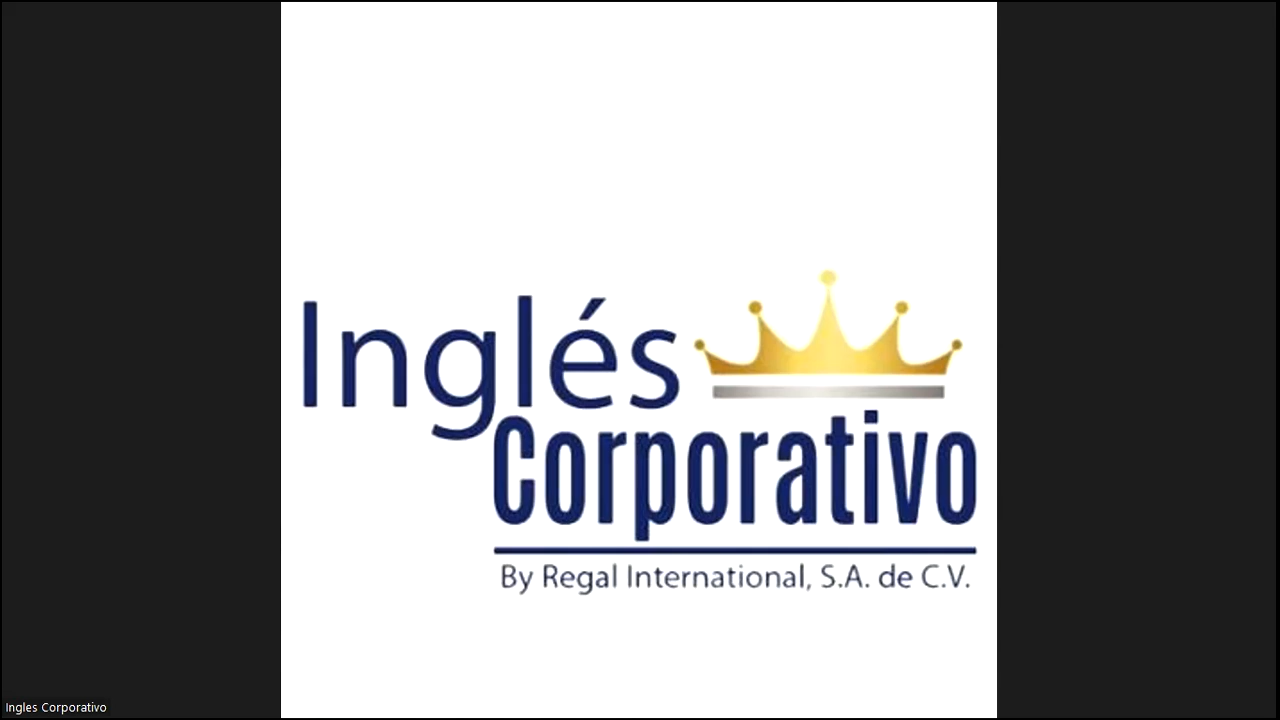 Inglés
Corporativo
By Regal International, S.A. de C.V.
Ingles Corporativo